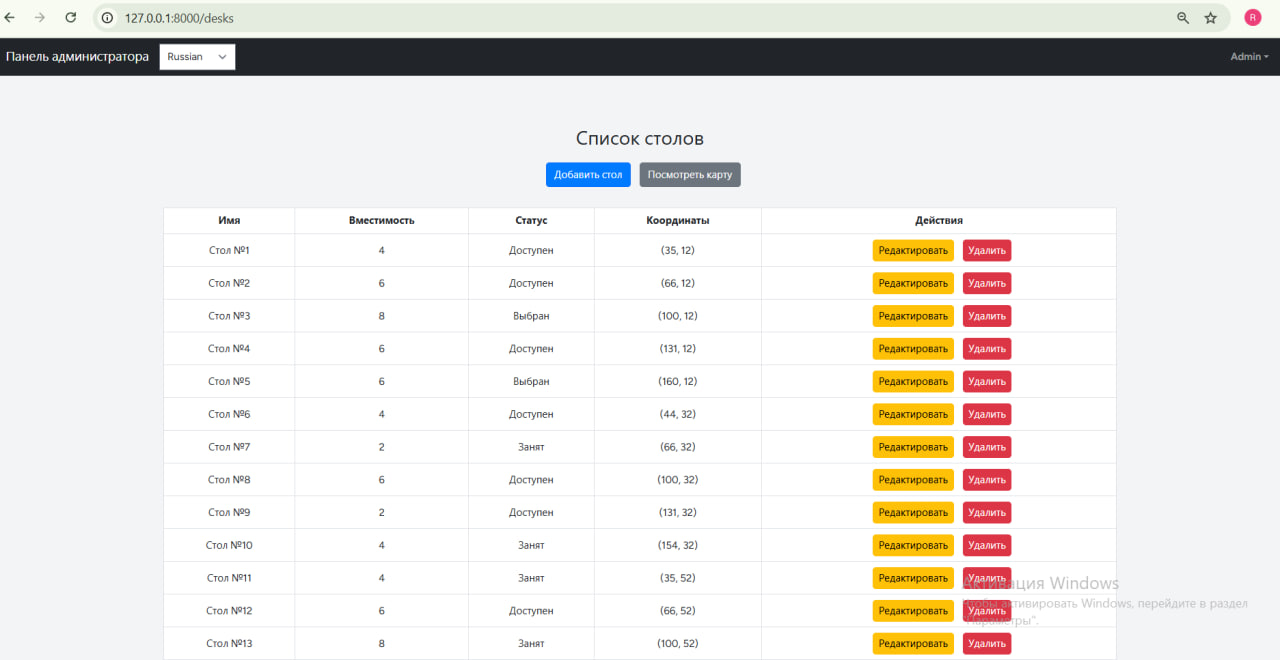 127.0.0.1:8000/desks
R
Панель администратора Russian Admin
Список столов
Добавить стол Посмотреть карту
Имя Вместимость Статус Координаты Действия
Стол №1 4 Доступен (35, 12) Редактировать Удалить
Стол №2 6 Доступен (66, 12) Редактировать Удалить
Стол №3 8 Выбран (100, 12) Редактировать Удалить
Стол №4 6 Доступен (131, 12) Редактировать Удалить
Стол №5 6 Выбран (160, 12) Редактировать Удалить
Стол №6 4 Доступен (44, 32) Редактировать Удалить
Стол №7 2 Занят (66, 32) Редактировать Удалить
Стол №8 6 Доступен (100, 32) Редактировать Удалить
Стол №9 2 Доступен (131, 32) Редактировать Удалить
Стол №10 4 Занят (154, 32) Редактировать Удалить
Стол №11 4 Занят (35, 52) Редактировать Удалить
Активация Windows
Чтобы активировать Windows, перейдите в раздел
"Параметры".
Стол №12 6 Доступен (66, 52) Редактировать Удалить
Стол №13 8 Занят (100, 52) Редактировать Удалить